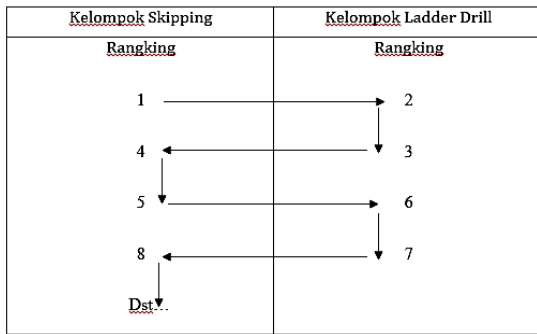 Kelompok Skipping Kelompok Ladder Drill
Rangking Rangking
1 2
4 3
5 6
8 7
Dst...